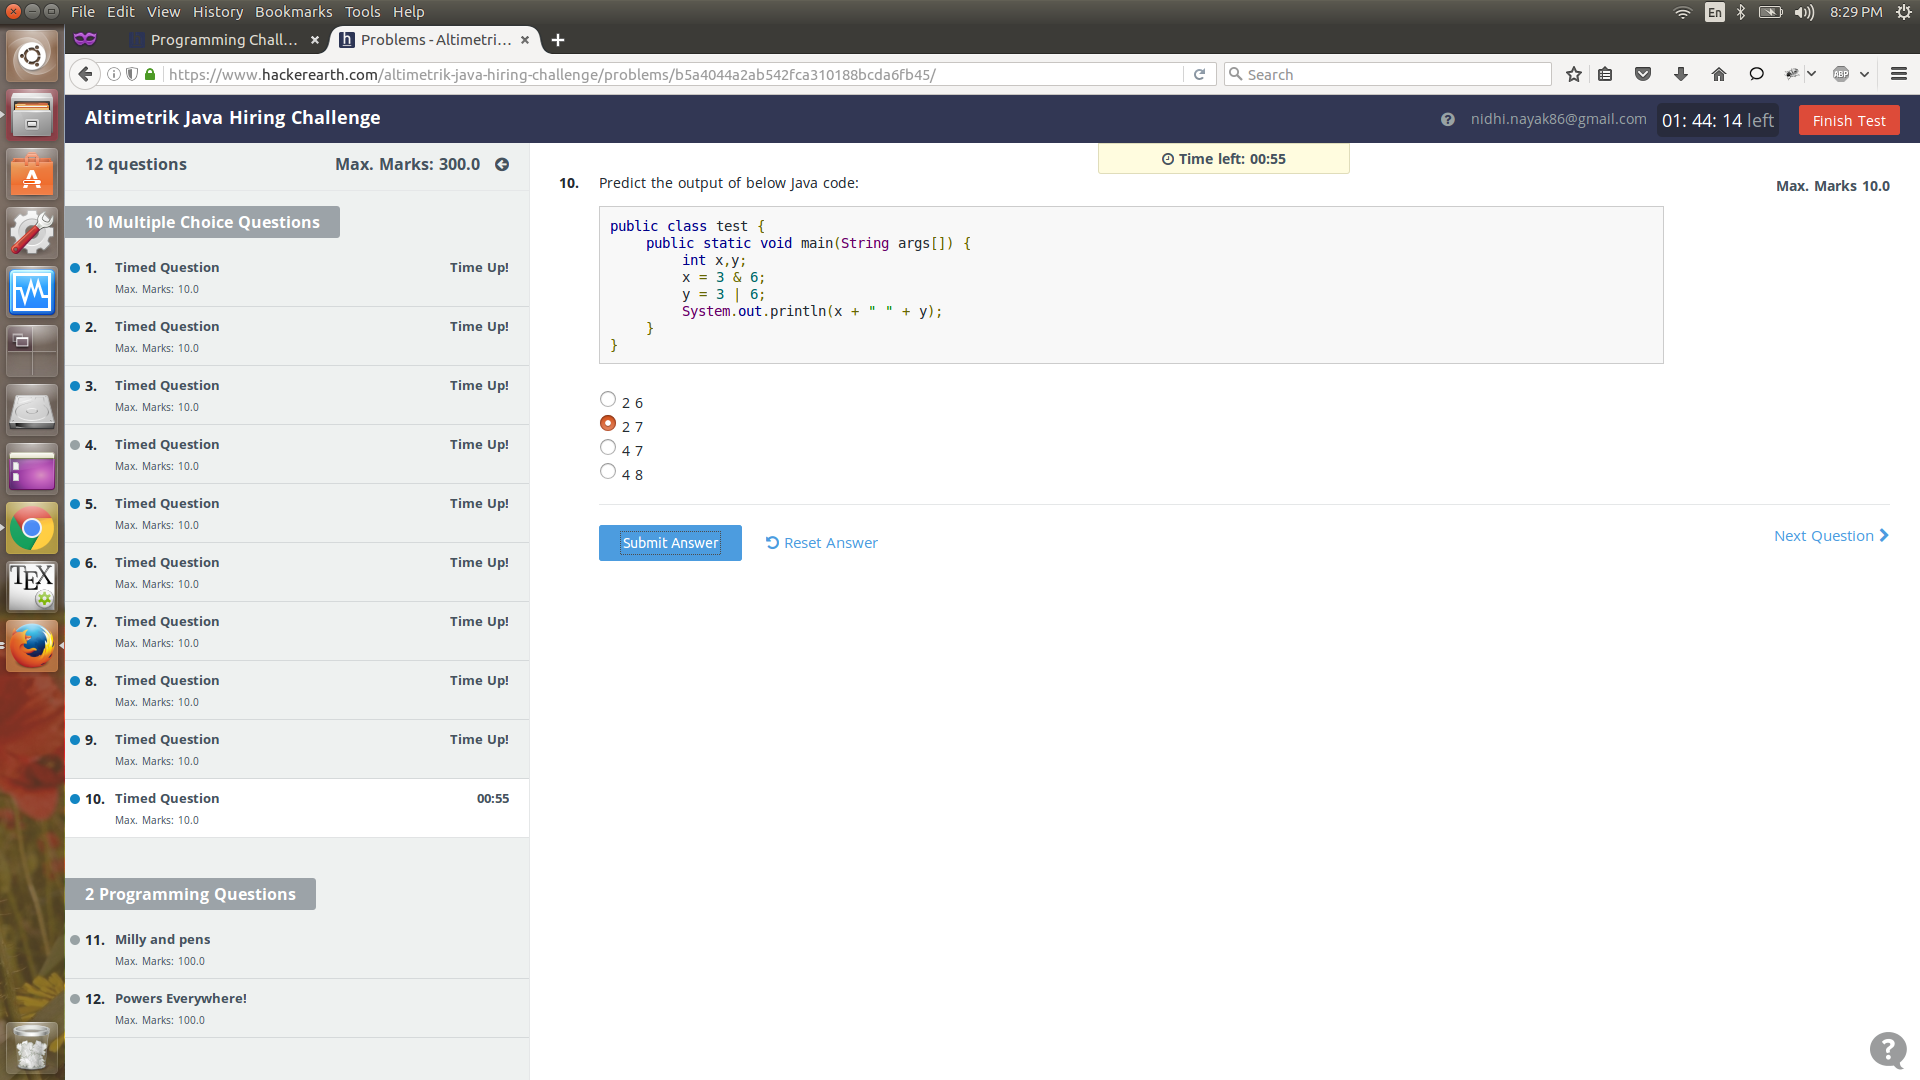 File Edit View History Bookmarks Tools Help
En
8:29 PM
Programming Chall...
Problems - Altimetri...
https://www.hackerearth.com/altimetrik-java-hiring-challenge/problems/b5a4044a2ab542fca310188bcda6fb45/
Search
ABP
Altimetrik Java Hiring Challenge
nidhi.nayak86@gmail.com
01: 44: 14 left
Finish Test
12 questions
Max. Marks: 300.0
Time left: 00:55
10 Multiple Choice Questions
1. Timed Question Time Up!
Max. Marks: 10.0
2. Timed Question Time Up!
Max. Marks: 10.0
3. Timed Question Time Up!
Max. Marks: 10.0
4. Timed Question Time Up!
Max. Marks: 10.0
5. Timed Question Time Up!
Max. Marks: 10.0
6. Timed Question Time Up!
Max. Marks: 10.0
7. Timed Question Time Up!
Max. Marks: 10.0
8. Timed Question Time Up!
Max. Marks: 10.0
9. Timed Question Time Up!
Max. Marks: 10.0
10. Timed Question 00:55
Max. Marks: 10.0
2 Programming Questions
11. Milly and pens
Max. Marks: 100.0
12. Powers Everywhere!
Max. Marks: 100.0
10. Predict the output of below Java code:
Max. Marks 10.0
public class test {
public static void main(String args[]) {
int x,y;
x = 3 & 6;
y = 3 | 6;
System.out.println(x + " " + y);
}
}
2 6
2 7
4 7
4 8
Submit Answer
Reset Answer
Next Question
TEX